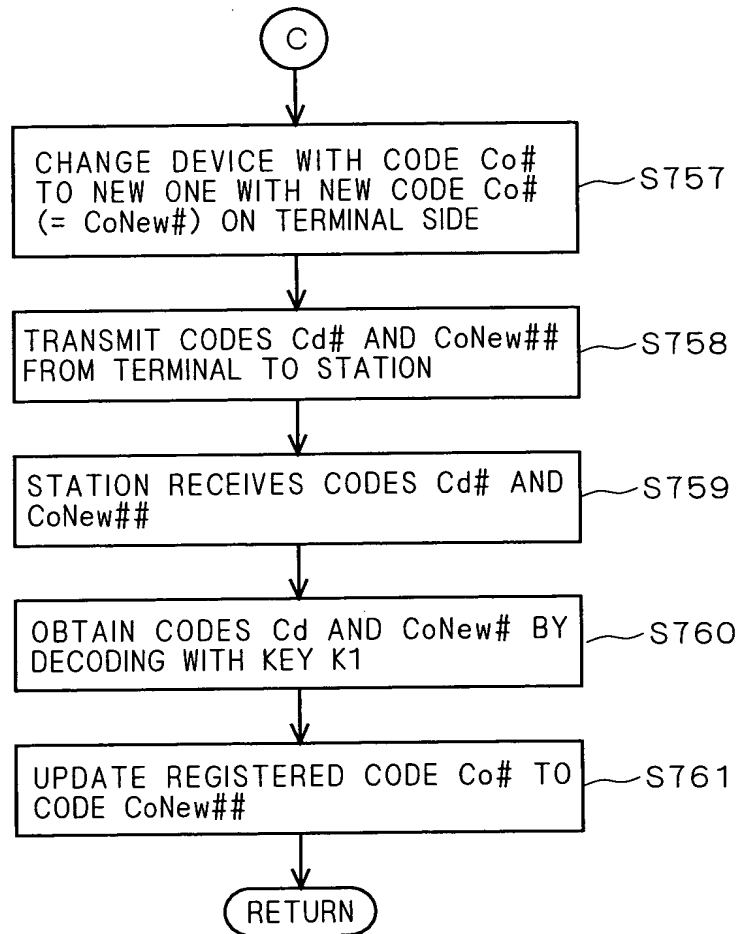 C
CHANGE DEVICE WITH CODE Co#
TO NEW ONE WITH NEW CODE Co#
(= CoNew#) ON TERMINAL SIDE
S757
TRANSMIT CODES Cd# AND CoNew##
FROM TERMINAL TO STATION
S758
STATION RECEIVES CODES Cd# AND
CoNew##
S759
OBTAIN CODES Cd AND CoNew# BY
DECODING WITH KEY K1
S760
UPDATE REGISTERED CODE Co# TO
CODE CoNew##
S761
RETURN